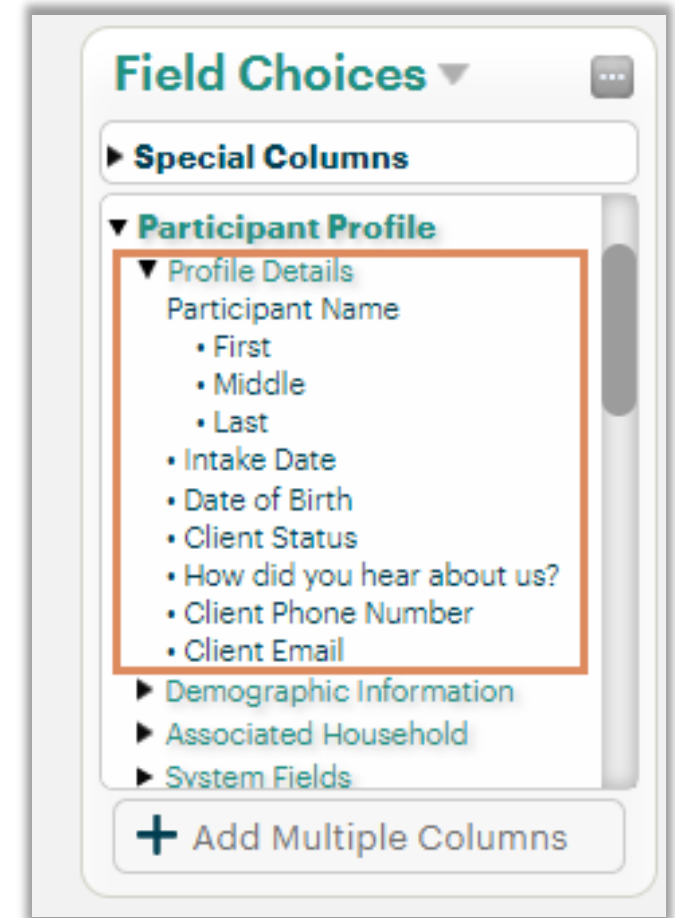 Field Choices
Special Columns
Participant Profile
Profile Details
Participant Name
• First
• Middle
• Last
• Intake Date
• Date of Birth
• Client Status
• How did you hear about us?
• Client Phone Number
• Client Email
Demographic Information
Associated Household
System Fields
+ Add Multiple Columns